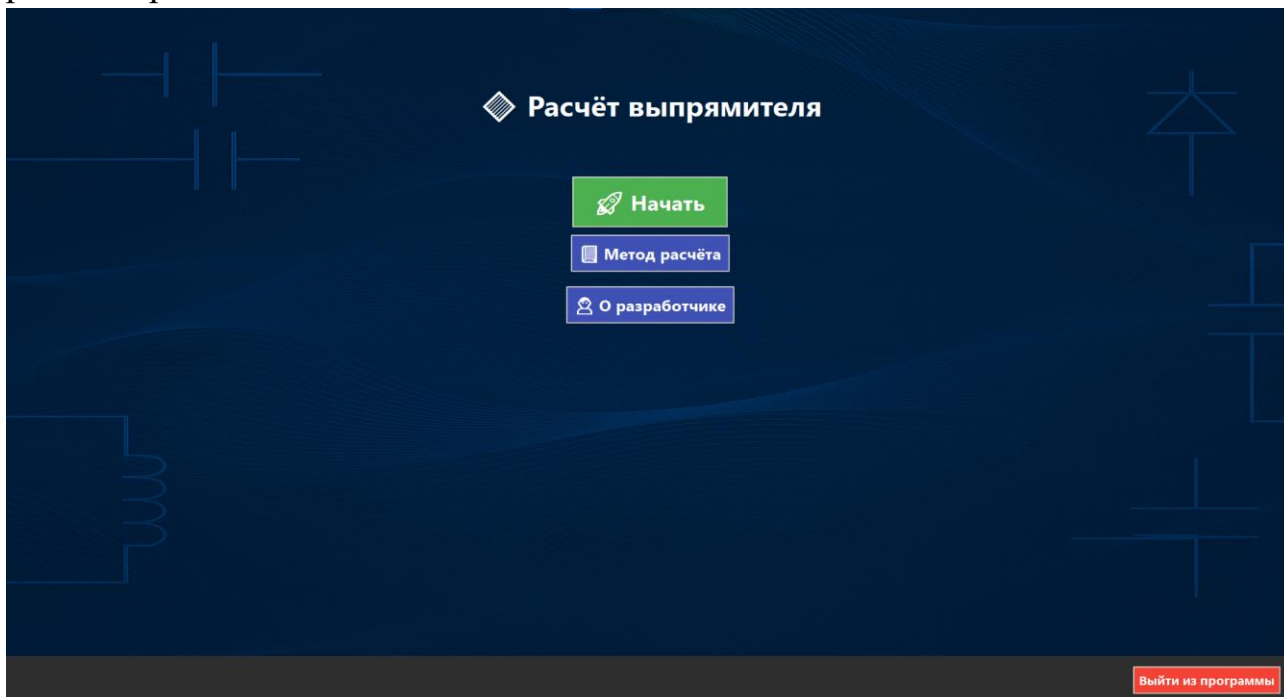 Расчёт выпрямителя
Начать
Метод расчёта
О разработчике
Выйти из программы